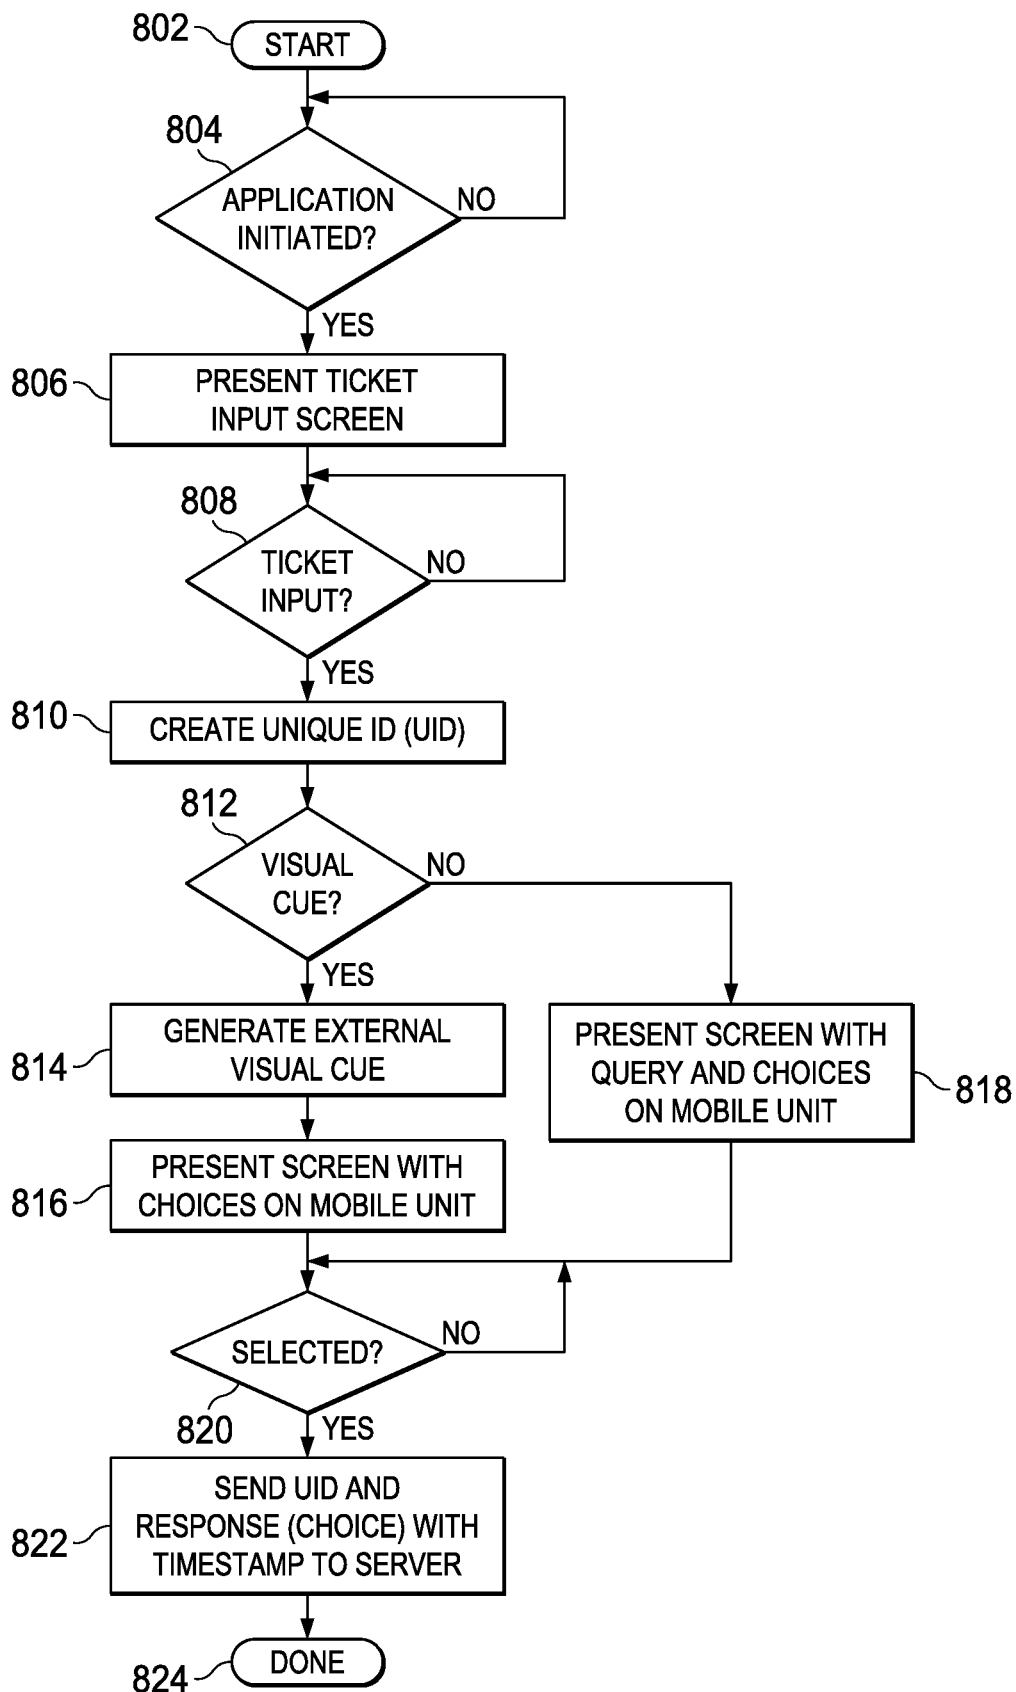 802
START
804
APPLICATION
INITIATED?
NO
YES
806
PRESENT TICKET
INPUT SCREEN
808
TICKET
INPUT?
NO
YES
810
CREATE UNIQUE ID (UID)
812
VISUAL
CUE?
NO
YES
814
GENERATE EXTERNAL
VISUAL CUE
PRESENT SCREEN WITH
QUERY AND CHOICES
ON MOBILE UNIT
818
816
PRESENT SCREEN WITH
CHOICES ON MOBILE UNIT
SELECTED?
NO
820
YES
822
SEND UID AND
RESPONSE (CHOICE) WITH
TIMESTAMP TO SERVER
824
DONE